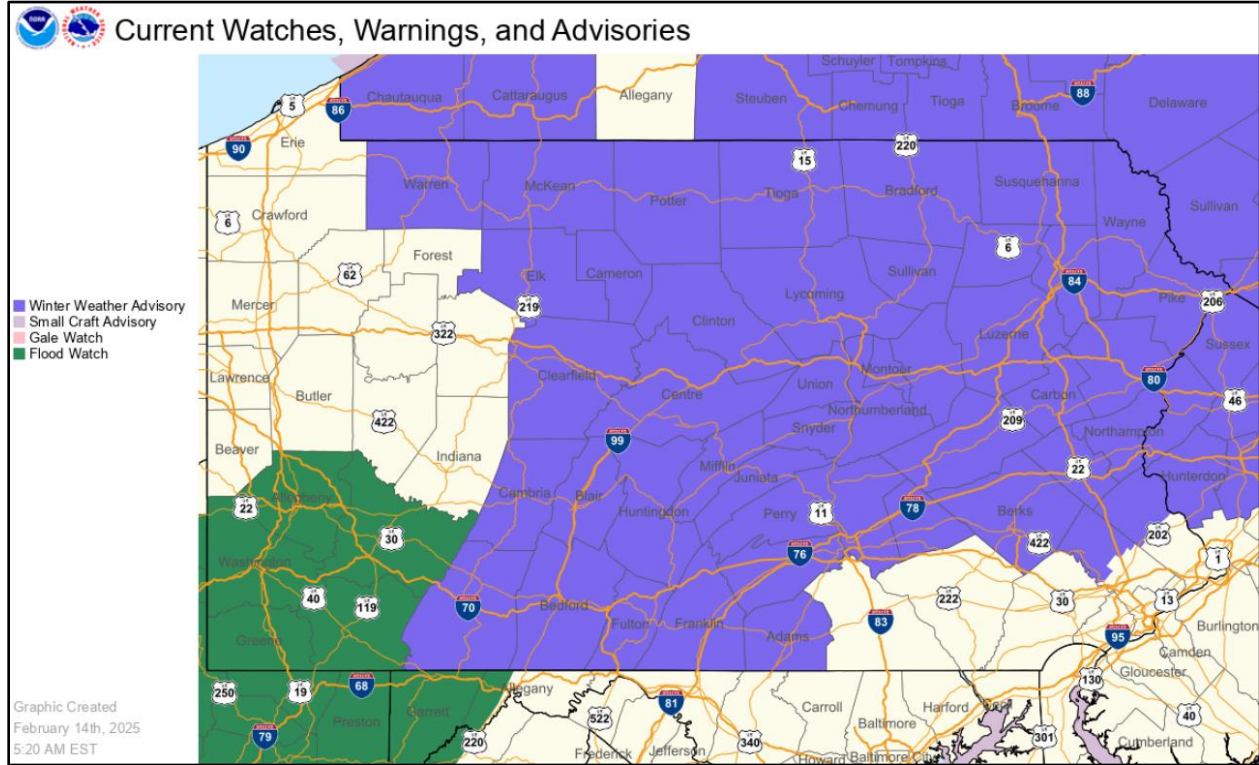 Current Watches, Warnings, and Advisories
Winter Weather Advisory
Small Craft Advisory
Gale Watch
Flood Watch
Graphic Created
February 14th, 2025
5:20 AM EST
Schuyler
Tompkins
Chautauqua
Cattaraugus
Allegany
Steuben
Chemung
Tioga
Broome
Delaware
5
86
88
90
Erie
15
220
Warren
McKean
Potter
Tioga
Bradford
Susquehanna
Wayne
Sullivan
6
Crawford
Forest
62
Elk
Cameron
Sullivan
6
84
Pike
206
Mercer
219
322
Lycoming
Clinton
Luzerne
Sussex
Lawrence
Butler
Clearfield
Centre
Union
Montour
Carbon
80
46
422
Northumberland
209
Snyder
Northampton
Beaver
Indiana
99
Mifflin
Juniata
22
Hunterdon
Allegheny
22
Cambria
Blair
Huntingdon
Perry
11
78
Berks
30
76
422
202
1
Washington
40
119
70
Bedford
Fulton
Franklin
Adams
83
222
30
13
95
Burlington
Greene
Camden
Gloucester
250
19
68
Preston
Garrett
Allegany
81
Carroll
Harford
Cecil
130
79
220
522
Frederick
Jefferson
340
Howard
Baltimore
Baltimore City
301
40
Cumberland